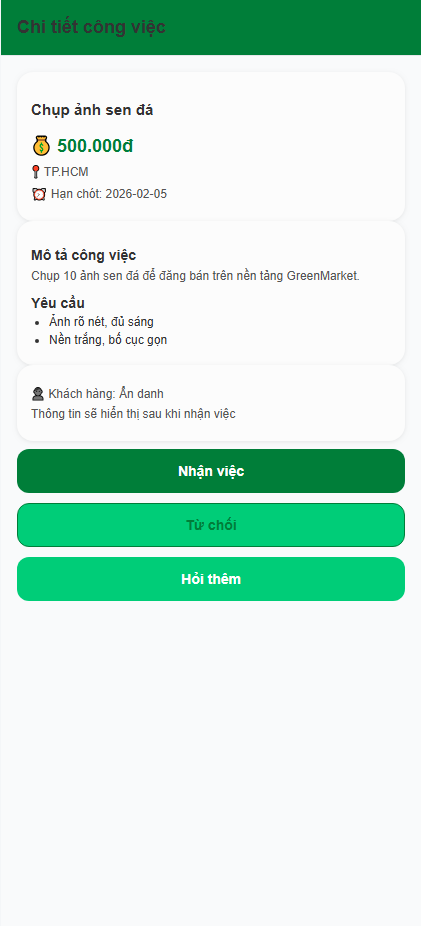 Chi tiết công việc
Chụp ảnh sen đá
500.000đ
TP.HCM
Hạn chót: 2026-02-05
Mô tả công việc
Chụp 10 ảnh sen đá để đăng bán trên nền tảng GreenMarket.
Yêu cầu
• Ảnh rõ nét, đủ sáng
• Nền trắng, bố cục gọn
Khách hàng: Ẩn danh
Thông tin sẽ hiển thị sau khi nhận việc
Nhận việc
Từ chối
Hỏi thêm